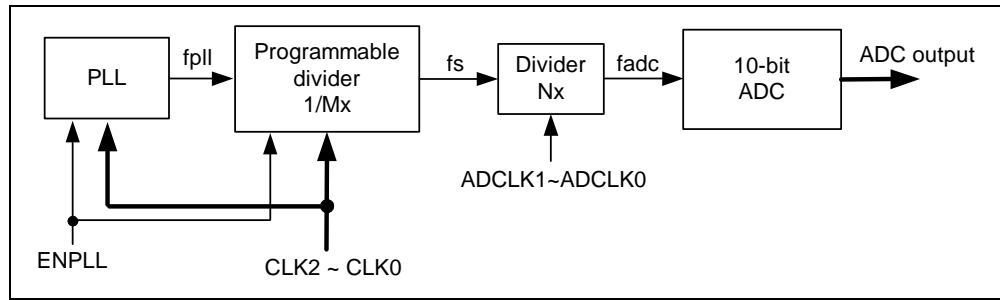 PLL
fpll
Programmable
divider
1/Mx
fs
Divider
Nx
fadc
10-bit
ADC
ADC output
ADCLK1~ADCLK0
ENPLL
CLK2 ~ CLK0